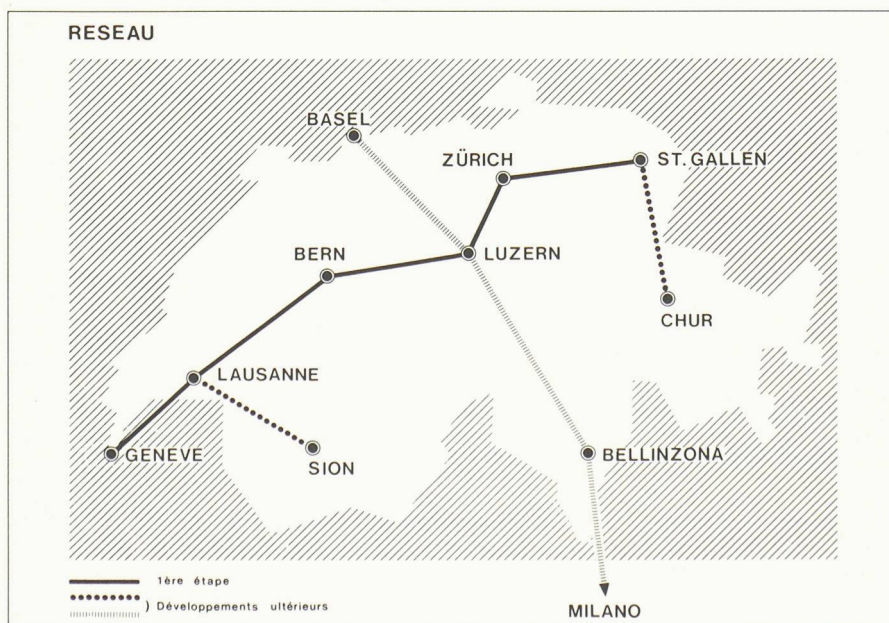 RESEAU
BASEL
ZÜRICH
ST. GALLEN
BERN
LUZERN
CHUR
LAUSANNE
GENEVE
SION
BELLINZONA
1ère étape
) Développements ultérieurs
MILANO